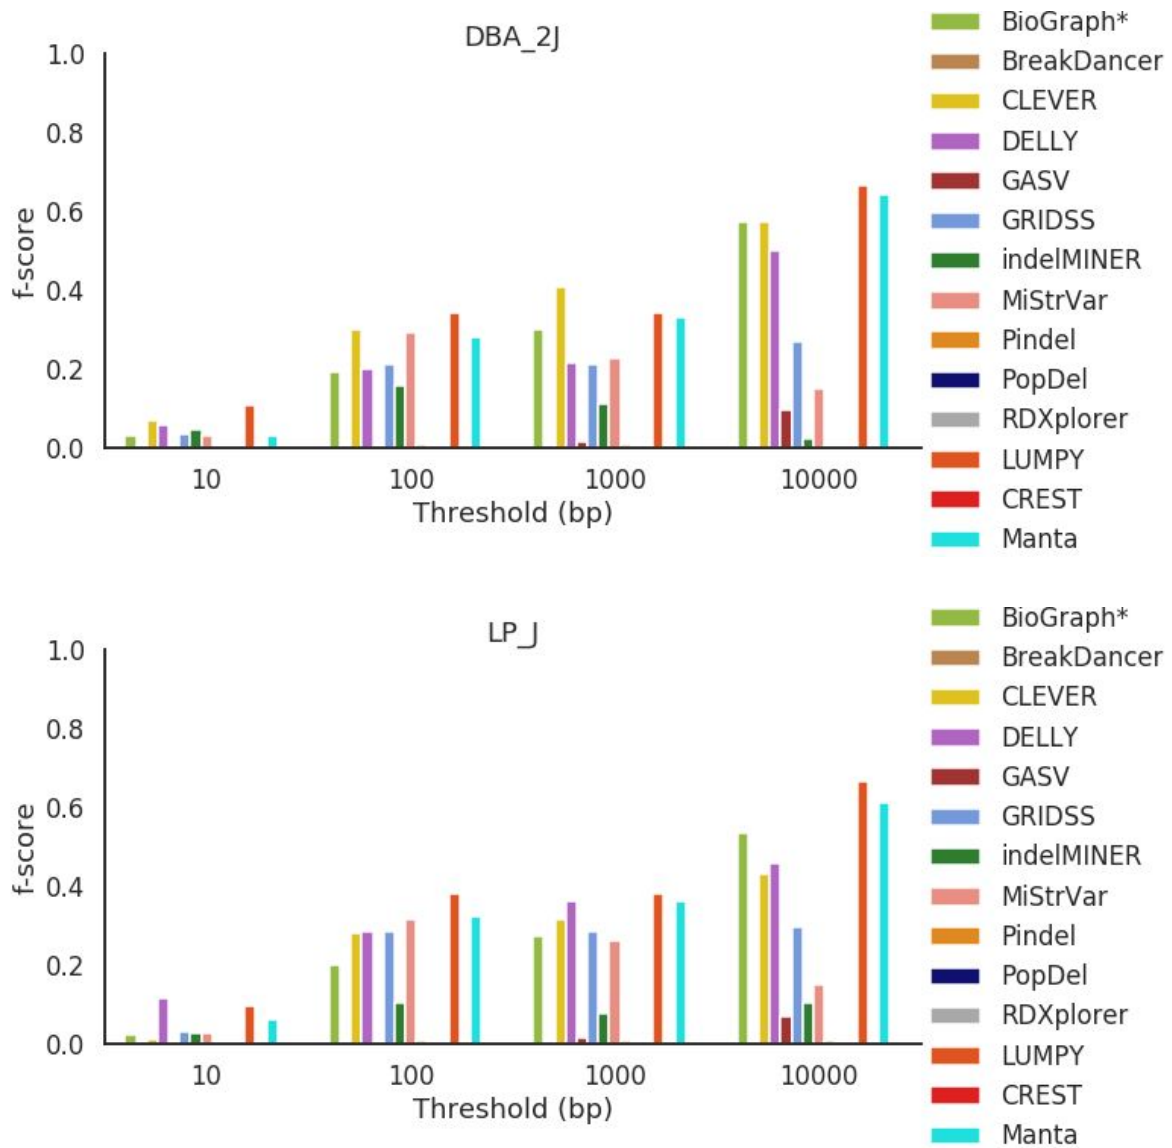 DBA_2J
1.0
0.8
0.6
0.4
0.2
0.0
f-score
10 100 1000 10000
Threshold (bp)
BioGraph*
BreakDancer
CLEVER
DELLY
GASV
GRIDSS
indelMINER
MiStrVar
Pindel
PopDel
RDXplorer
LUMPY
CREST
Manta
LP_J
1.0
0.8
0.6
0.4
0.2
0.0
f-score
10 100 1000 10000
Threshold (bp)
BioGraph*
BreakDancer
CLEVER
DELLY
GASV
GRIDSS
indelMINER
MiStrVar
Pindel
PopDel
RDXplorer
LUMPY
CREST
Manta